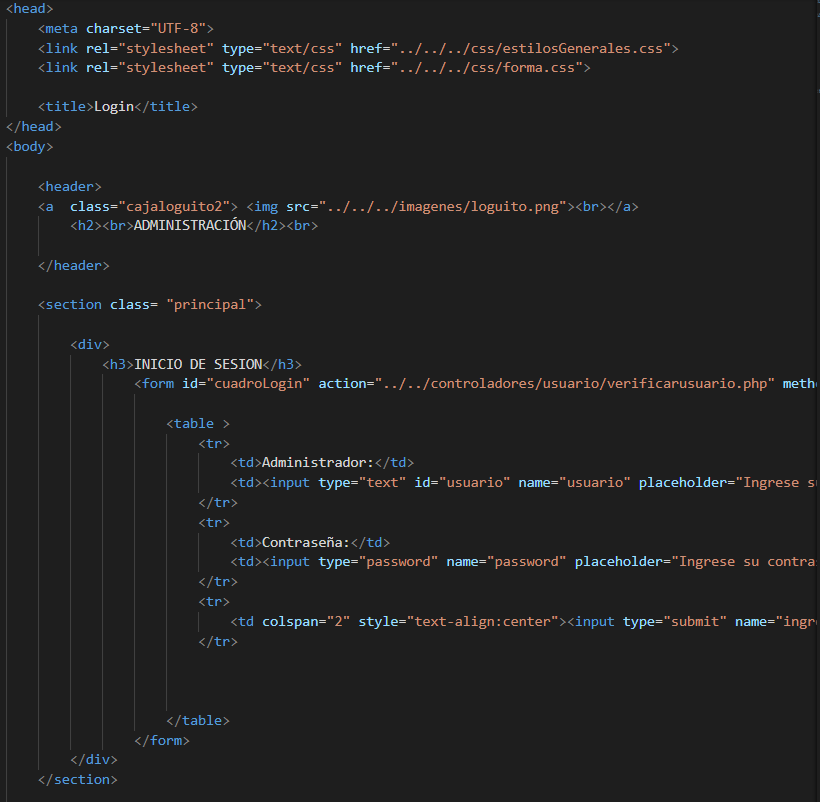 <head>
<meta charset="UTF-8">
<link rel="stylesheet" type="text/css" href="../../../css/estilosGenerales.css">
<link rel="stylesheet" type="text/css" href="../../../css/forma.css">
<title>Login</title>
</head>
<body>
<header>
<a  class="cajaloguito2"> <img src="../../../imagenes/loguito.png"><br></a>
<h2><br>ADMINISTRACIÓN</h2><br>
</header>
<section class= "principal">
<div>
<h3>INICIO DE SESION</h3>
<form id="cuadroLogin" action="../../controladores/usuario/verificarusuario.php" meth
<table >
<tr>
<td>Administrador:</td>
<td><input type="text" id="usuario" name="usuario" placeholder="Ingrese s
</tr>
<tr>
<td>Contraseña:</td>
<td><input type="password" name="password" placeholder="Ingrese su contra
</tr>
<tr>
<td colspan="2" style="text-align:center"><input type="submit" name="ingr
</tr>
</table>
</form>
</div>
</section>